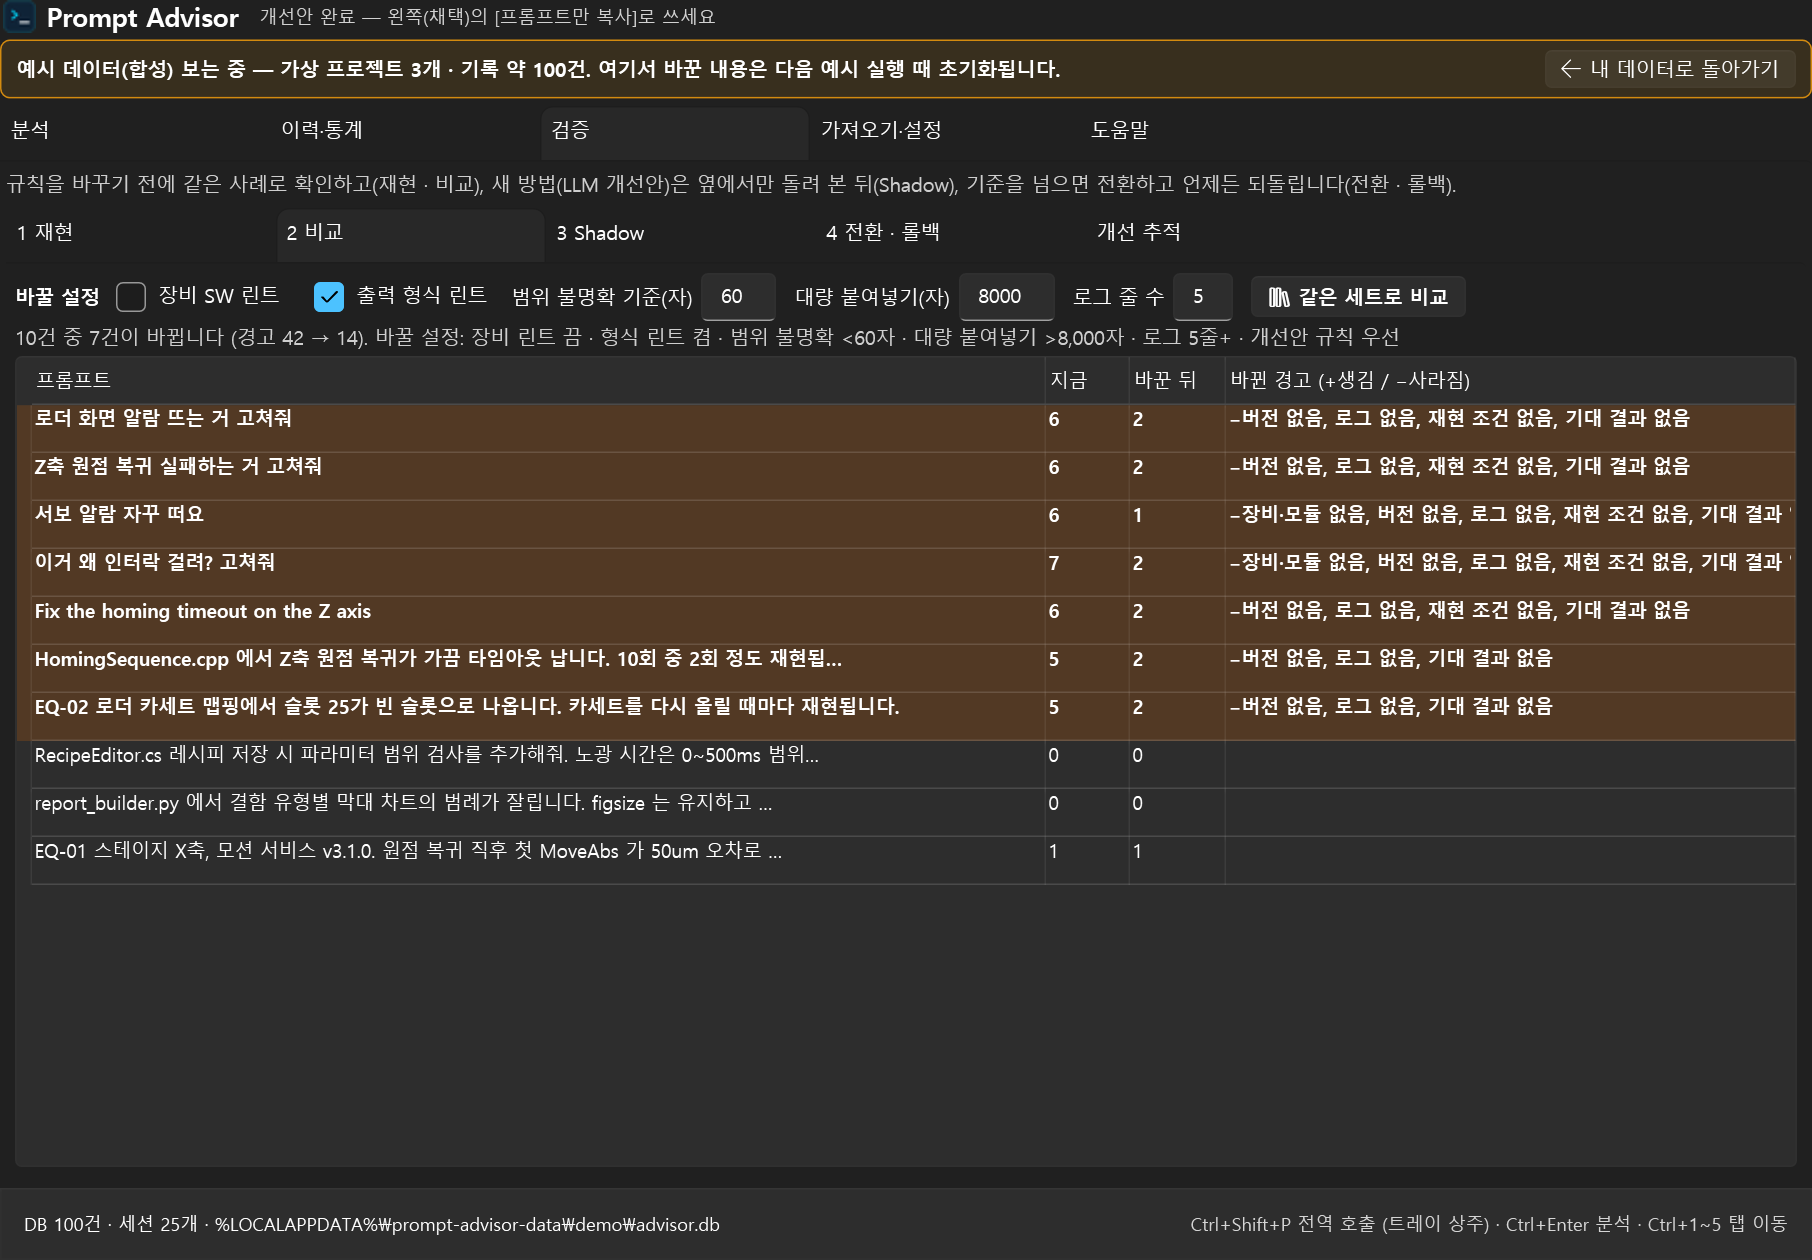 Prompt Advisor 개선안 완료 — 왼쪽(채택)의 [프롬프트만 복사]로 쓰세요
예시 데이터(합성) 보는 중 — 가상 프로젝트 3개 · 기록 약 100건. 여기서 바꾼 내용은 다음 예시 실행 때 초기화됩니다. ← 내 데이터로 돌아가기
분석 이력·통계 검증 가져오기·설정 도움말
규칙을 바꾸기 전에 같은 사례로 확인하고(재현 · 비교), 새 방법(LLM 개선안)은 옆에서만 돌려 본 뒤(Shadow), 기준을 넘으면 전환하고 언제든 되돌립니다(전환 · 롤백).
1 재현 2 비교 3 Shadow 4 전환 · 롤백 개선 추적
바꿀 설정 장비 SW 린트 출력 형식 린트 범위 불명확 기준(자) 60 대량 붙여넣기(자) 8000 로그 줄 수 5 같은 세트로 비교
10건 중 7건이 바뀝니다 (경고 42 → 14). 바꿀 설정: 장비 린트 끔 · 형식 린트 켬 · 범위 불명확 <60자 · 대량 붙여넣기 >8,000자 · 로그 5줄+ · 개선안 규칙 우선
프롬프트 지금 바꾼 뒤 바뀐 경고 (+생김 / −사라짐)
로더 화면 알람 뜨는 거 고쳐줘 6 2 −버전 없음, 로그 없음, 재현 조건 없음, 기대 결과 없음
Z축 원점 복귀 실패하는 거 고쳐줘 6 2 −버전 없음, 로그 없음, 재현 조건 없음, 기대 결과 없음
서보 알람 자꾸 떠요 6 1 −장비·모듈 없음, 버전 없음, 로그 없음, 재현 조건 없음, 기대 결과
이거 왜 인터락 걸려? 고쳐줘 7 2 −장비·모듈 없음, 버전 없음, 로그 없음, 재현 조건 없음, 기대 결과
Fix the homing timeout on the Z axis 6 2 −버전 없음, 로그 없음, 재현 조건 없음, 기대 결과 없음
HomingSequence.cpp 에서 Z축 원점 복귀가 가끔 타임아웃 납니다. 10회 중 2회 정도 재현됩... 5 2 −버전 없음, 로그 없음, 기대 결과 없음
EQ-02 로더 카세트 맵핑에서 슬롯 25가 빈 슬롯으로 나옵니다. 카세트를 다시 올릴 때마다 재현됩니다. 5 2 −버전 없음, 로그 없음, 기대 결과 없음
RecipeEditor.cs 레시피 저장 시 파라미터 범위 검사를 추가해줘. 노광 시간은 0~500ms 범위... 0 0
report_builder.py 에서 결함 유형별 막대 차트의 범례가 잘립니다. figsize 는 유지하고 ... 0 0
EQ-01 스테이지 X축, 모션 서비스 v3.1.0. 원점 복귀 직후 첫 MoveAbs 가 50um 오차로 ... 1 1
DB 100건 · 세션 25개 · %LOCALAPPDATA%₩prompt-advisor-data₩demo₩advisor.db Ctrl+Shift+P 전역 호출 (트레이 상주) · Ctrl+Enter 분석 · Ctrl+1~5 탭 이동